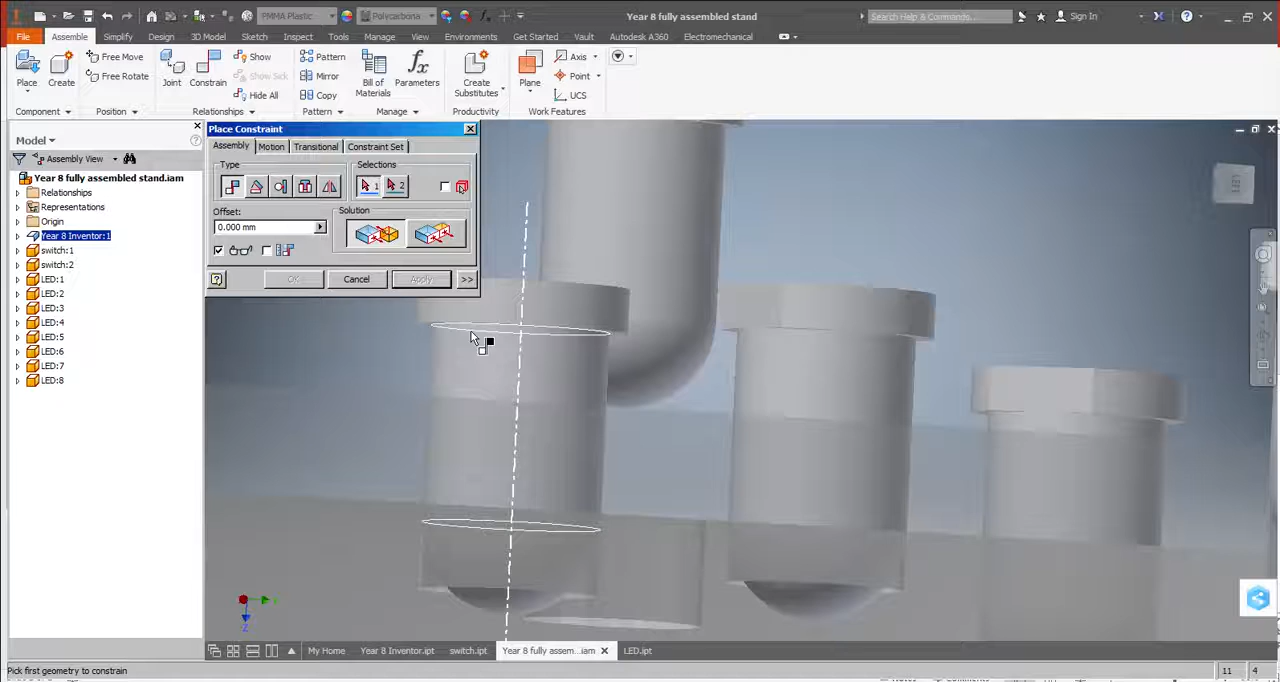 PMMA Plastic
Polycarbona
Year 8 fully assembled stand
Search Help & Commands...
Sign In
File
Assemble
Simplify
Design
3D Model
Sketch
Inspect
Tools
Manage
View
Environments
Get Started
Vault
Autodesk A360
Electromechanical
Free Move
Free Rotate
Place
Create
Joint
Constrain
Show
Show Sick
Hide All
Pattern
Mirror
Copy
Bill of
Materials
Parameters
Create
Substitutes
Plane
Axis
Point
UCS
Component
Position
Relationships
Pattern
Manage
Productivity
Work Features
Model
Assembly View
Year 8 fully assembled stand.iam
Relationships
Representations
Origin
Year 8 Inventor:1
switch:1
switch:2
LED:1
LED:2
LED:3
LED:4
LED:5
LED:6
LED:7
LED:8
Place Constraint
Assembly
Motion
Transitional
Constraint Set
Type
Selections
1
2
Offset:
0.000 mm
Solution
OK
Cancel
Apply
>>
LEFT
Z
My Home
Year 8 Inventor.ipt
switch.ipt
Year 8 fully assem...iam
LED.ipt
Pick first geometry to constrain
11
4